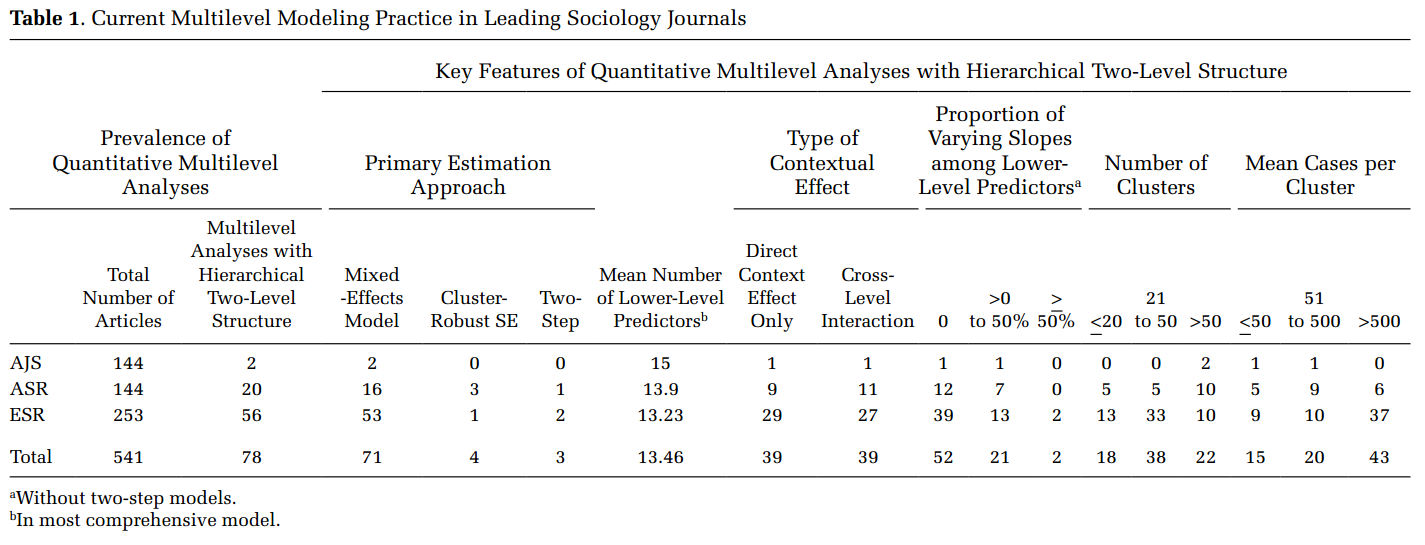 Table 1. Current Multilevel Modeling Practice in Leading Sociology Journals
Key Features of Quantitative Multilevel Analyses with Hierarchical Two-Level Structure
Prevalence of
Quantitative Multilevel
Analyses
Primary Estimation
Approach
Type of
Contextual
Effect
Proportion of
Varying Slopes
among Lower-
Level Predictorsᵃ
Number of
Clusters
Mean Cases per
Cluster
Total
Number of
Articles
Multilevel
Analyses with
Hierarchical
Two-Level
Structure
Mixed
-Effects
Model
Cluster-
Robust SE
Two-
Step
Mean Number
of Lower-Level
Predictorsᵇ
Direct
Context
Effect
Only
Cross-
Level
Interaction
0
>0
to 50%
≥
50%
≤20
21
to 50
>50
≤50
51
to 500
>500
AJS 144 2 2 0 0 15 1 1 1 1 0 0 0 2 1 1 0
ASR 144 20 16 3 1 13.9 9 11 12 7 0 5 5 10 5 9 6
ESR 253 56 53 1 2 13.23 29 27 39 13 2 13 33 10 9 10 37
Total 541 78 71 4 3 13.46 39 39 52 21 2 18 38 22 15 20 43
ᵃWithout two-step models.
ᵇIn most comprehensive model.